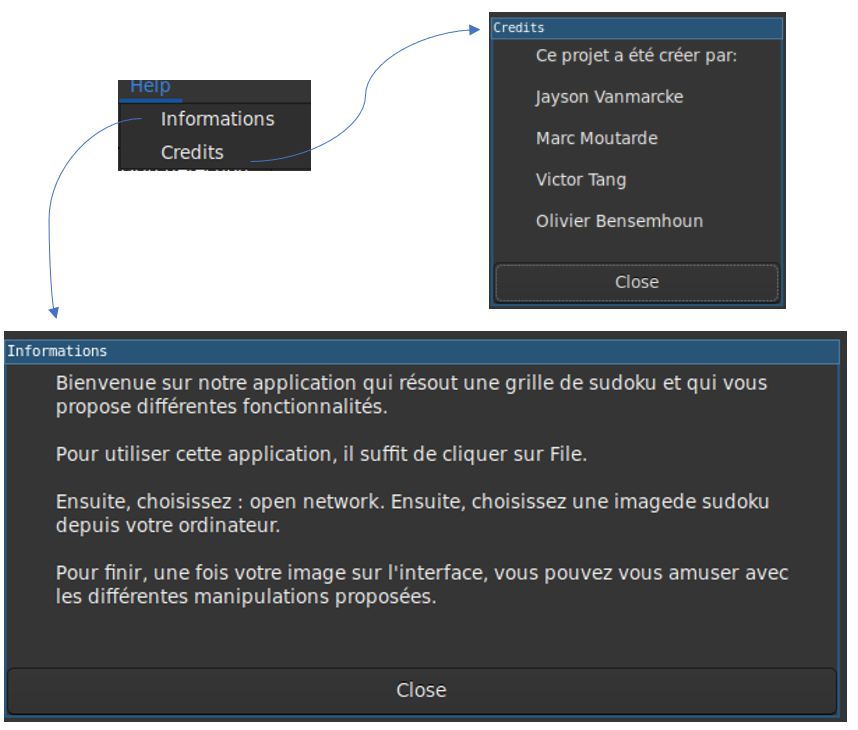 Help
Informations
Credits
Credits
Ce projet a été créer par:
Jayson Vanmarcke
Marc Moutarde
Victor Tang
Olivier Bensemhoun
Close
Informations
Bienvenue sur notre application qui résout une grille de sudoku et qui vous
propose différentes fonctionnalités.
Pour utiliser cette application, il suffit de cliquer sur File.
Ensuite, choisissez : open network. Ensuite, choisissez une imagede sudoku
depuis votre ordinateur.
Pour finir, une fois votre image sur l'interface, vous pouvez vous amuser avec
les différentes manipulations proposées.
Close